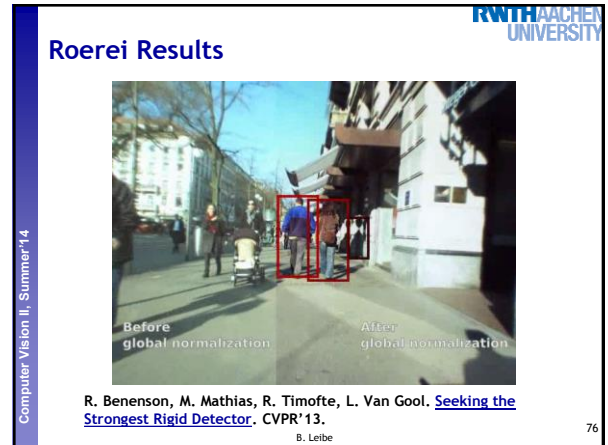 RWTHAACHEN
UNIVERSITY
Roerei Results
Computer Vision II, Summer'14
Before
global normalization
After
global normalization
R. Benenson, M. Mathias, R. Timofte, L. Van Gool. Seeking the
Strongest Rigid Detector. CVPR'13.
B. Leibe
76